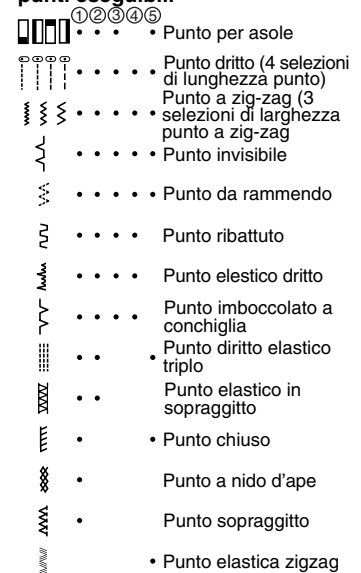 punti eseguibili
①②③④⑤
• • • • Punto per asole
• • • • • Punto dritto (4 selezioni
di lunghezza punto)
Punto a zig-zag (3
• • • • • selezioni di larghezza
punto a zig-zag
• • • • • Punto invisibile
• • • • • Punto da rammendo
• • • • Punto ribattuto
• • • • Punto elestico dritto
• • • • Punto imboccolato a
conchiglia
• • • Punto diritto elastico
triplo
• • Punto elastico in
sopraggitto
• • Punto chiuso
• Punto a nido d'ape
• Punto sopraggitto
• Punto elastica zigzag